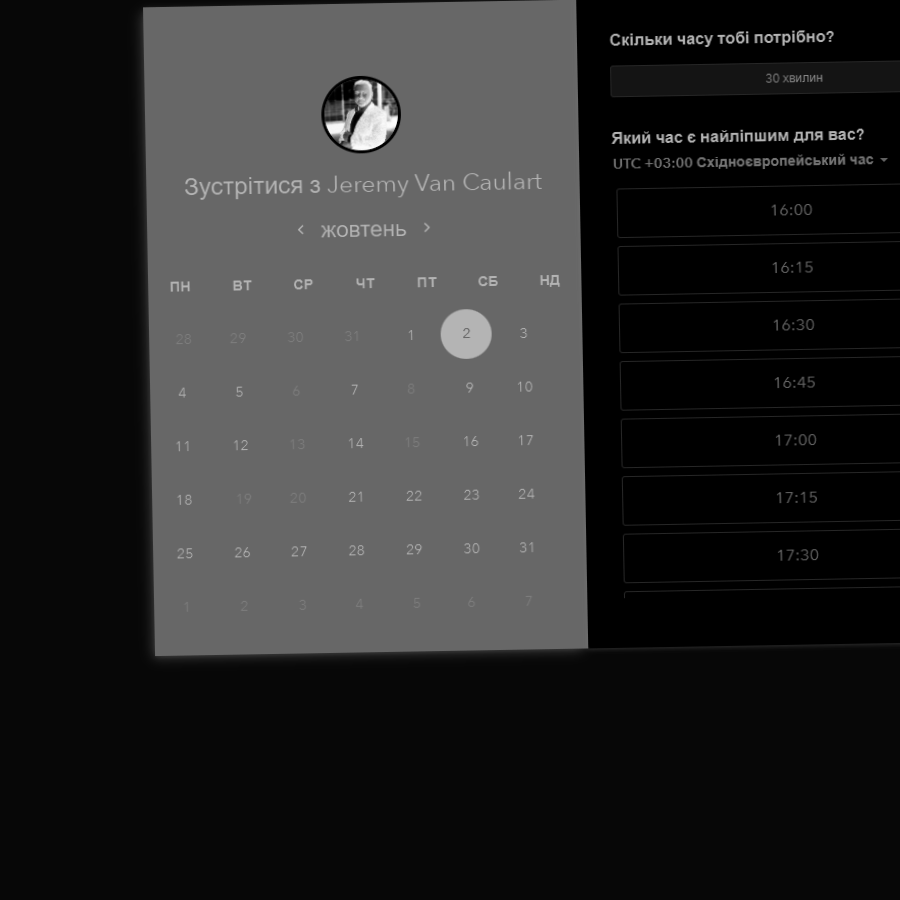 Зустрітися з Jeremy Van Caulart
жовтень
ПН ВТ СР ЧТ ПТ СБ НД
28 29 30 31 1 2 3
4 5 6 7 8 9 10
11 12 13 14 15 16 17
18 19 20 21 22 23 24
25 26 27 28 29 30 31
1 2 3 4 5 6 7
Скільки часу тобі потрібно?
30 хвилин
Який час є найліпшим для вас?
UTC +03:00 Східноєвропейський час
16:00
16:15
16:30
16:45
17:00
17:15
17:30